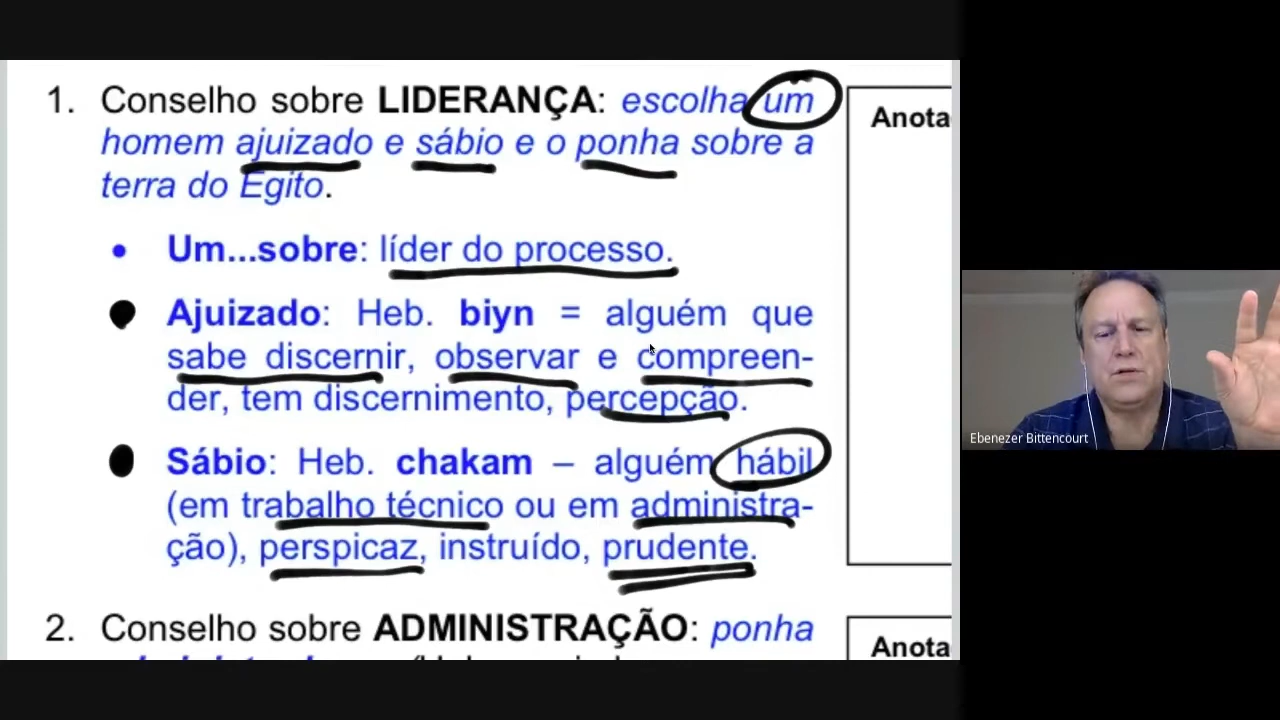 1. Conselho sobre LIDERANÇA: escolha um
homem ajuizado e sábio e o ponha sobre a
terra do Egito.
• Um...sobre: líder do processo.
Ajuizado: Heb. biyn = alguém que
sabe discernir, observar e compreen-
der, tem discernimento, percepção.
Sábio: Heb. chakam – alguém hábil
(em trabalho técnico ou em administra-
ção), perspicaz, instruído, prudente.
2. Conselho sobre ADMINISTRAÇÃO: ponha
Anota
Anota
Ebenezer Bittencourt